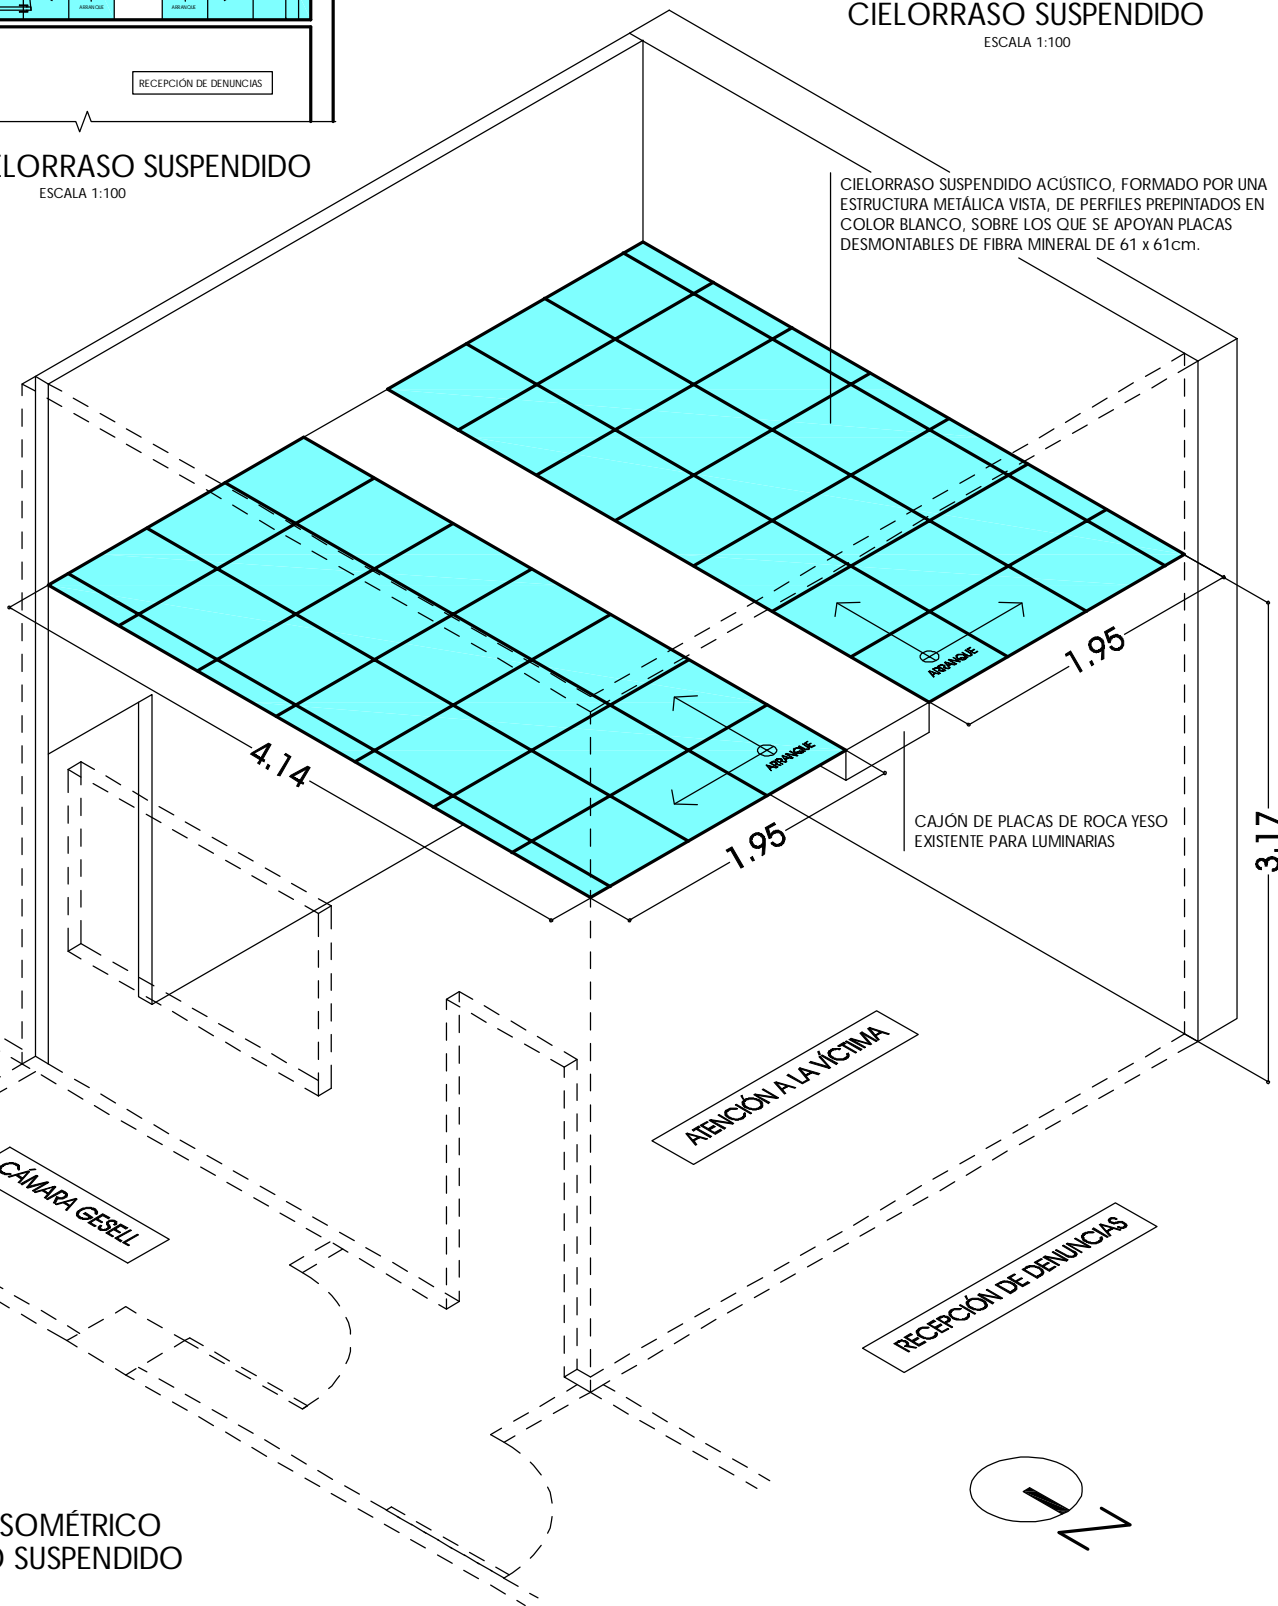 ARRANQUE
ARRANQUE
RECEPCIÓN DE DENUNCIAS
ELORRASO SUSPENDIDO
ESCALA 1:100
CIELORRASO SUSPENDIDO
ESCALA 1:100
CIELORRASO SUSPENDIDO ACÚSTICO, FORMADO POR UNA
ESTRUCTURA METÁLICA VISTA, DE PERFILES PREPINTADOS EN
COLOR BLANCO, SOBRE LOS QUE SE APOYAN PLACAS
DESMONTABLES DE FIBRA MINERAL DE 61 x 61cm.
ARRANQUE
1.95
4.14
ARRANQUE
1.95
CAJÓN DE PLACAS DE ROCA YESO
EXISTENTE PARA LUMINARIAS
3.17
ATENCIÓN A LA VÍCTIMA
CÁMARA GESELL
RECEPCIÓN DE DENUNCIAS
N
SOMÉTRICO
O SUSPENDIDO